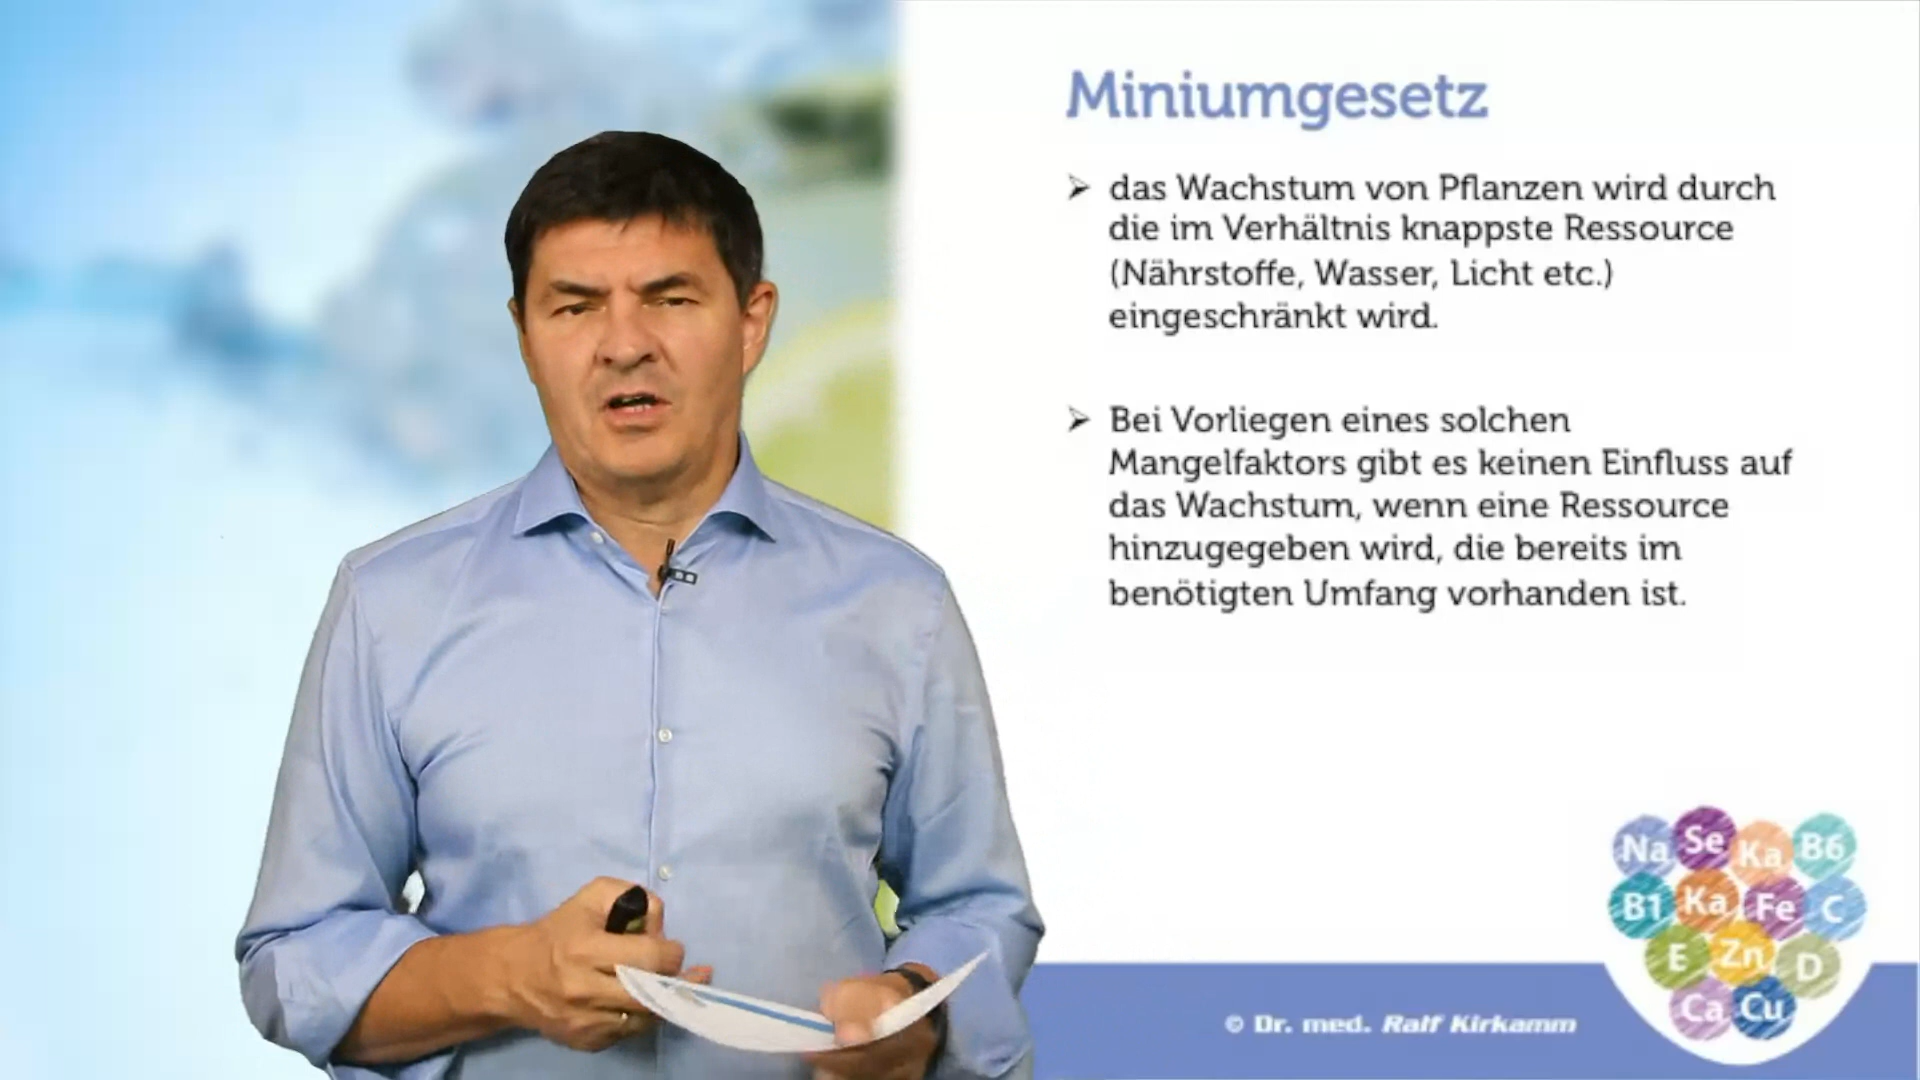 Miniumgesetz
➢ das Wachstum von Pflanzen wird durch
die im Verhältnis knappste Ressource
(Nährstoffe, Wasser, Licht etc.)
eingeschränkt wird.
➢ Bei Vorliegen eines solchen
Mangelfaktors gibt es keinen Einfluss auf
das Wachstum, wenn eine Ressource
hinzugegeben wird, die bereits im
benötigten Umfang vorhanden ist.
Na Se Ka B6
B1 Ka Fe C
E Zn D
Ca Cu
© Dr. med. Ralf Kirkamm